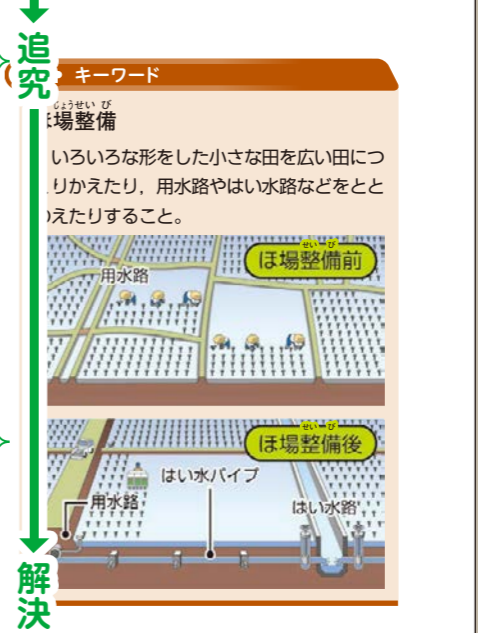 追究
キーワード
じょうせい び
ほ場整備
いろいろな形をした小さな田を広い田につ
くりかえたり，用水路やはい水路などをとと
のえたりすること。
せい び
ほ場整備前
用水路
せい び
ほ場整備後
はい水パイプ
用水路
はい水路
解決